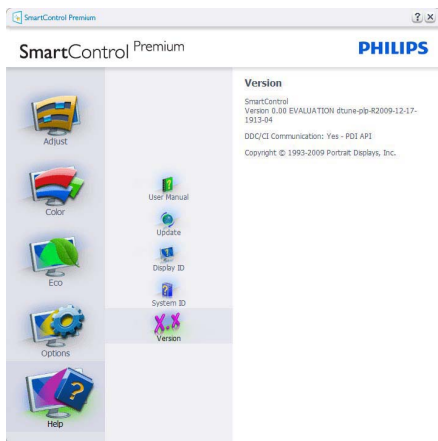 SmartControl Premium
? X
SmartControl Premium
PHILIPS
Adjust
Color
Eco
Options
Help
User Manual
Update
Display ID
System ID
X.X
Version
Version
SmartControl
Version 0.00 EVALUATION dtune-plp-R2009-12-17-
1913-04
DDC/CI Communication: Yes - PDI API
Copyright © 1993-2009 Portrait Displays, Inc.